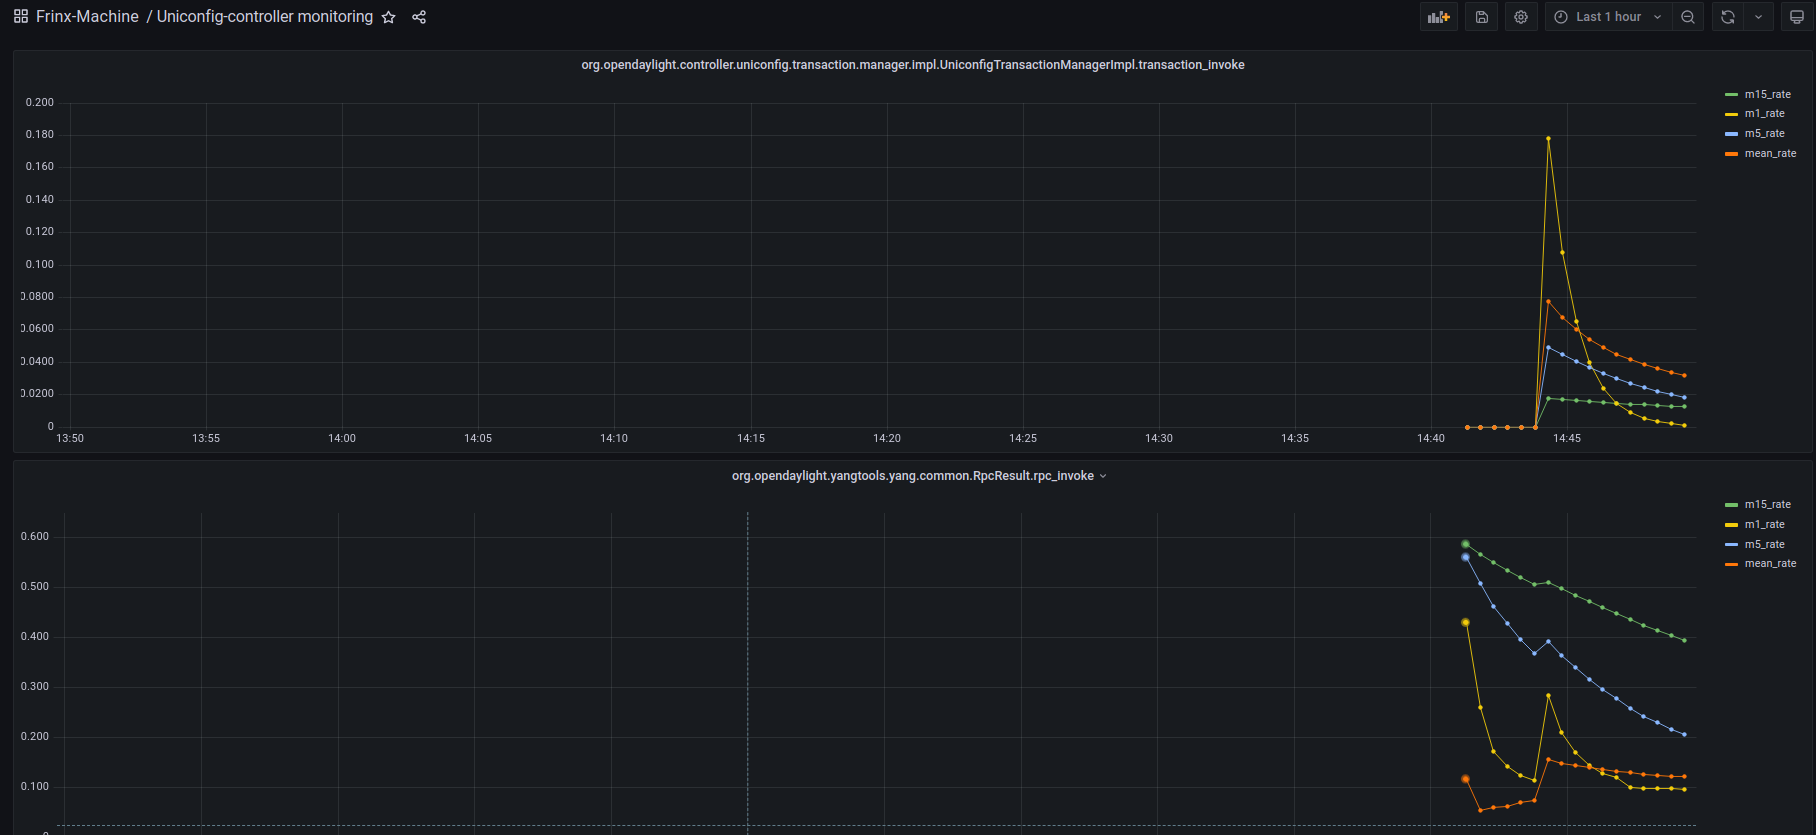 Frinx-Machine / Uniconfig-controller monitoring
Last 1 hour
org.opendaylight.controller.uniconfig.transaction.manager.impl.UniconfigTransactionManagerImpl.transaction_invoke
0.200
0.180
0.160
0.140
0.120
0.100
0.0800
0.0600
0.0400
0.0200
0
13:50 13:55 14:00 14:05 14:10 14:15 14:20 14:25 14:30 14:35 14:40 14:45
m15_rate
m1_rate
m5_rate
mean_rate
org.opendaylight.yangtools.yang.common.RpcResult.rpc_invoke
0.600
0.500
0.400
0.300
0.200
0.100
m15_rate
m1_rate
m5_rate
mean_rate